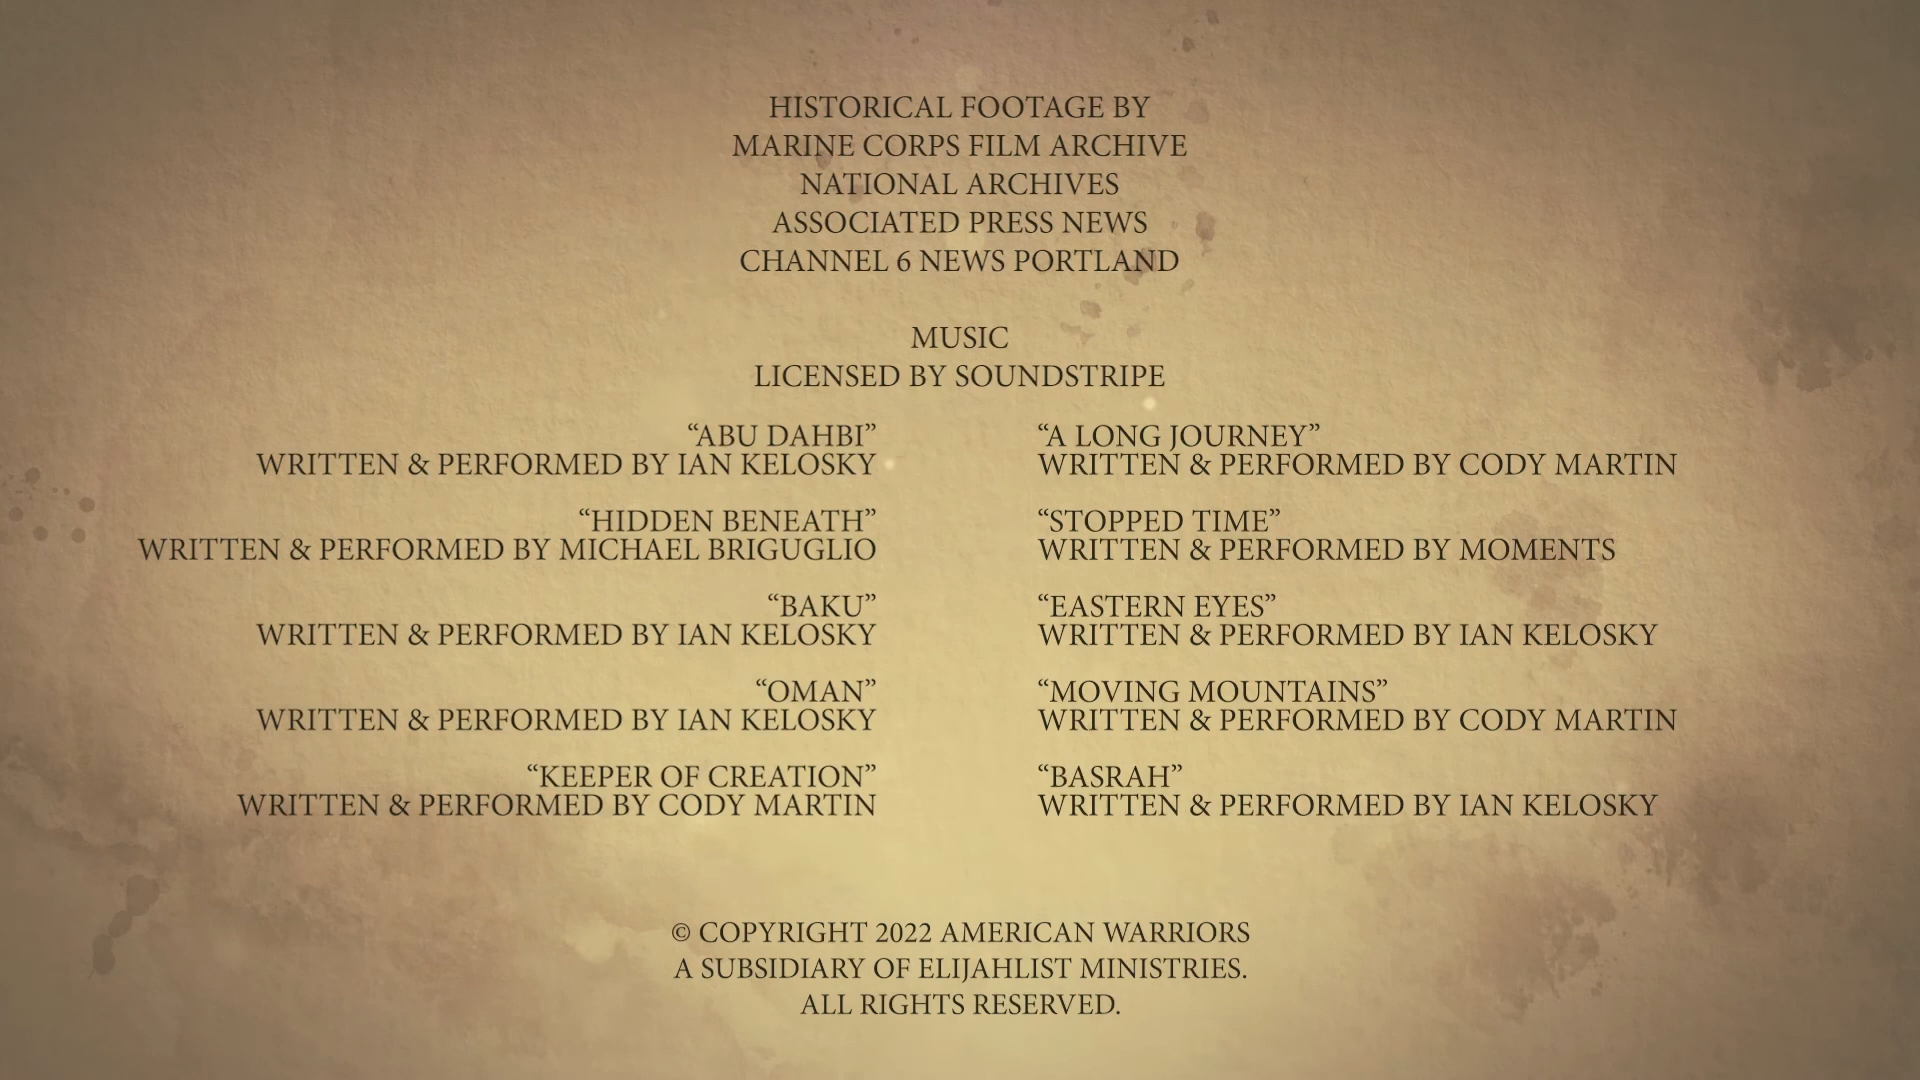 HISTORICAL FOOTAGE BY
MARINE CORPS FILM ARCHIVE
NATIONAL ARCHIVES
ASSOCIATED PRESS NEWS
CHANNEL 6 NEWS PORTLAND
MUSIC
LICENSED BY SOUNDSTRIPE
“ABU DAHBI”
WRITTEN & PERFORMED BY IAN KELOSKY
“HIDDEN BENEATH”
WRITTEN & PERFORMED BY MICHAEL BRIGUGLIO
“BAKU”
WRITTEN & PERFORMED BY IAN KELOSKY
“OMAN”
WRITTEN & PERFORMED BY IAN KELOSKY
“KEEPER OF CREATION”
WRITTEN & PERFORMED BY CODY MARTIN
“A LONG JOURNEY”
WRITTEN & PERFORMED BY CODY MARTIN
“STOPPED TIME”
WRITTEN & PERFORMED BY MOMENTS
“EASTERN EYES”
WRITTEN & PERFORMED BY IAN KELOSKY
“MOVING MOUNTAINS”
WRITTEN & PERFORMED BY CODY MARTIN
“BASRAH”
WRITTEN & PERFORMED BY IAN KELOSKY
© COPYRIGHT 2022 AMERICAN WARRIORS
A SUBSIDIARY OF ELIJAHLIST MINISTRIES.
ALL RIGHTS RESERVED.